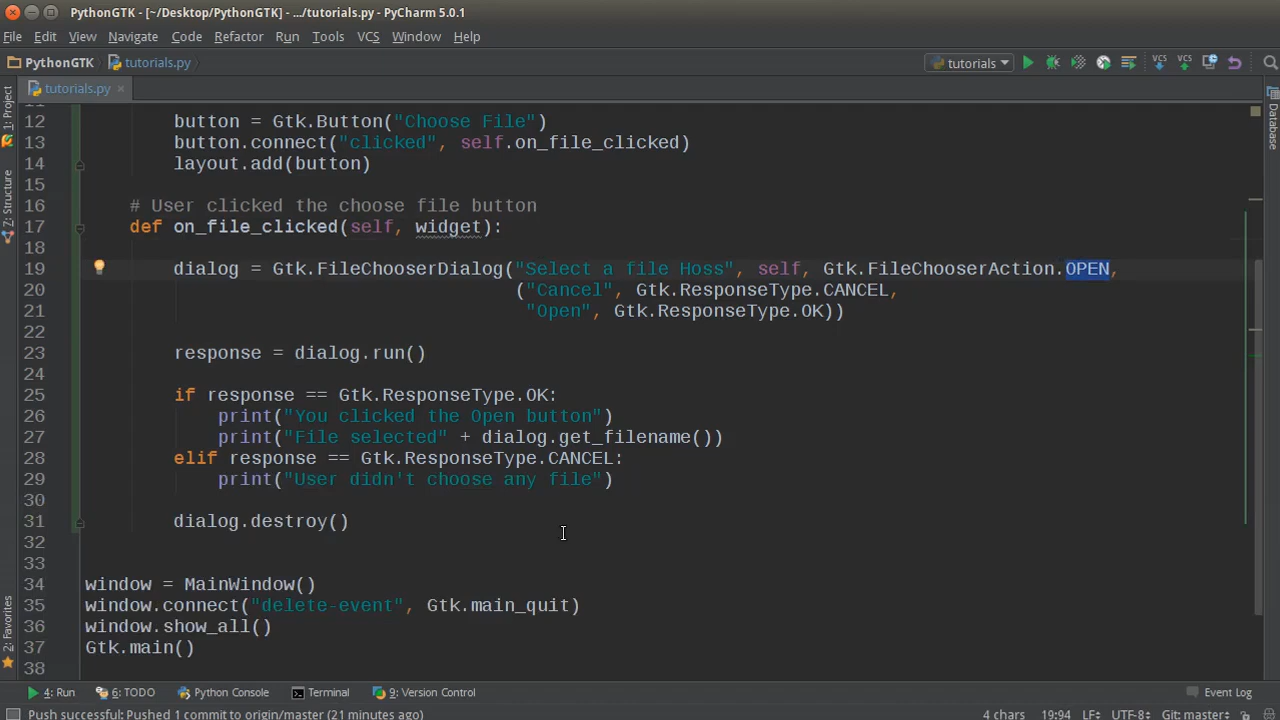 PythonGTK - [~/Desktop/PythonGTK] - .../tutorials.py - PyCharm 5.0.1
File Edit View Navigate Code Refactor Run Tools VCS Window Help
PythonGTK tutorials.py tutorials VCS VCS
tutorials.py
1: Project
Z: Structure
2: Favorites
Database
12 button = Gtk.Button("Choose File")
13 button.connect("clicked", self.on_file_clicked)
14 layout.add(button)
15
16 # User clicked the choose file button
17 def on_file_clicked(self, widget):
18
19 dialog = Gtk.FileChooserDialog("Select a file Hoss", self, Gtk.FileChooserAction.OPEN,
20 ("Cancel", Gtk.ResponseType.CANCEL,
21 "Open", Gtk.ResponseType.OK))
22
23 response = dialog.run()
24
25 if response == Gtk.ResponseType.OK:
26 print("You clicked the Open button")
27 print("File selected" + dialog.get_filename())
28 elif response == Gtk.ResponseType.CANCEL:
29 print("User didn't choose any file")
30
31 dialog.destroy()
32
33
34 window = MainWindow()
35 window.connect("delete-event", Gtk.main_quit)
36 window.show_all()
37 Gtk.main()
38
4: Run 6: TODO Python Console Terminal 9: Version Control Event Log
Push successful: Pushed 1 commit to origin/master (21 minutes ago) 4 chars 19:94 LF÷ UTF-8÷ Git: master÷